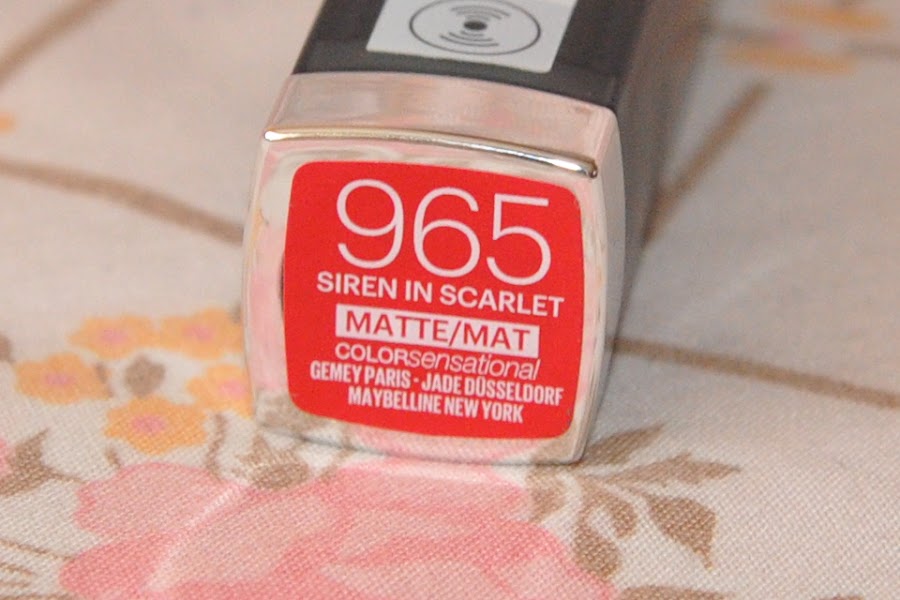 965
SIREN IN SCARLET
MATTE/MAT
COLORsensational
GEMEY PARIS - JADE DÜSSELDORF
MAYBELLINE NEW YORK